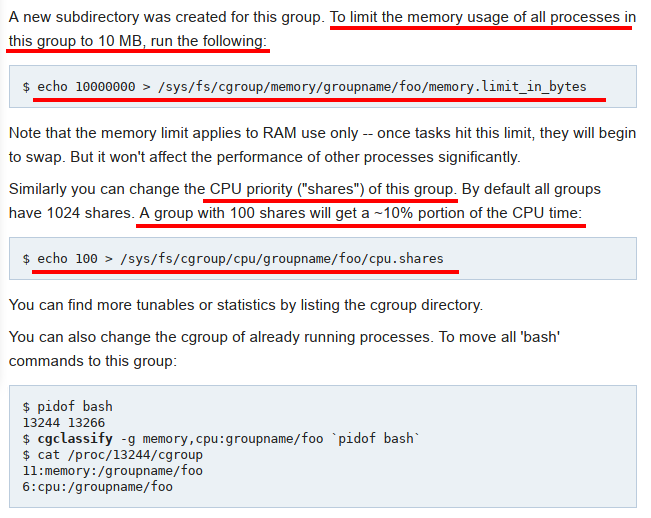 A new subdirectory was created for this group. To limit the memory usage of all processes in
this group to 10 MB, run the following:
$ echo 10000000 > /sys/fs/cgroup/memory/groupname/foo/memory.limit_in_bytes
Note that the memory limit applies to RAM use only -- once tasks hit this limit, they will begin
to swap. But it won't affect the performance of other processes significantly.
Similarly you can change the CPU priority ("shares") of this group. By default all groups
have 1024 shares. A group with 100 shares will get a ~10% portion of the CPU time:
$ echo 100 > /sys/fs/cgroup/cpu/groupname/foo/cpu.shares
You can find more tunables or statistics by listing the cgroup directory.
You can also change the cgroup of already running processes. To move all 'bash'
commands to this group:
$ pidof bash
13244 13266
$ cgclassify -g memory,cpu:groupname/foo `pidof bash`
$ cat /proc/13244/cgroup
11:memory:/groupname/foo
6:cpu:/groupname/foo